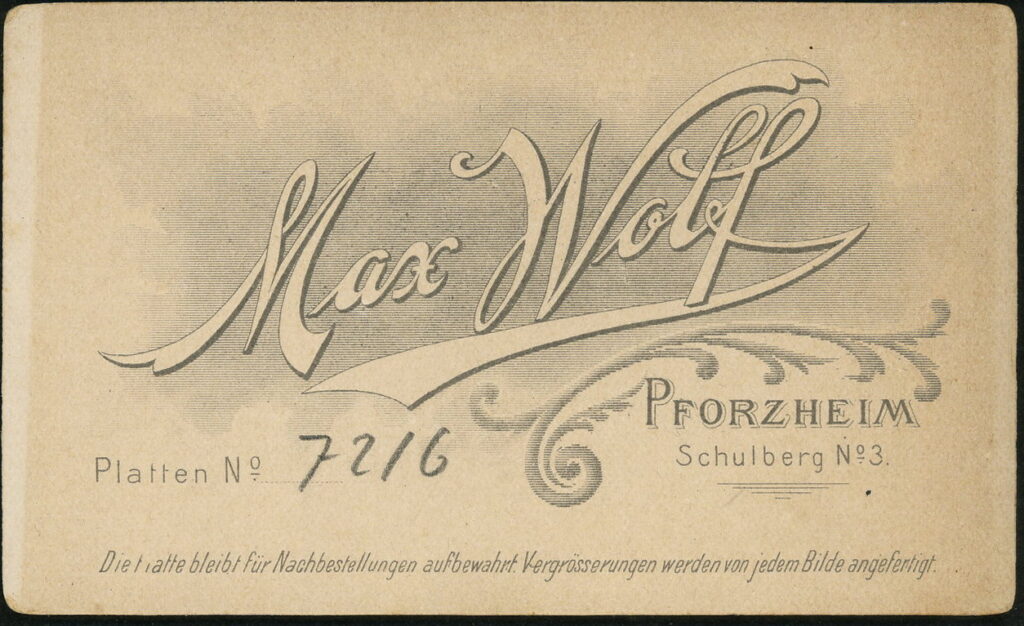 Max Wolf
PFORZHEIM
Schulberg Nº 3.
Platten Nº 7216
Die Platte bleibt für Nachbestellungen aufbewahrt. Vergrösserungen werden von jedem Bilde angefertigt.